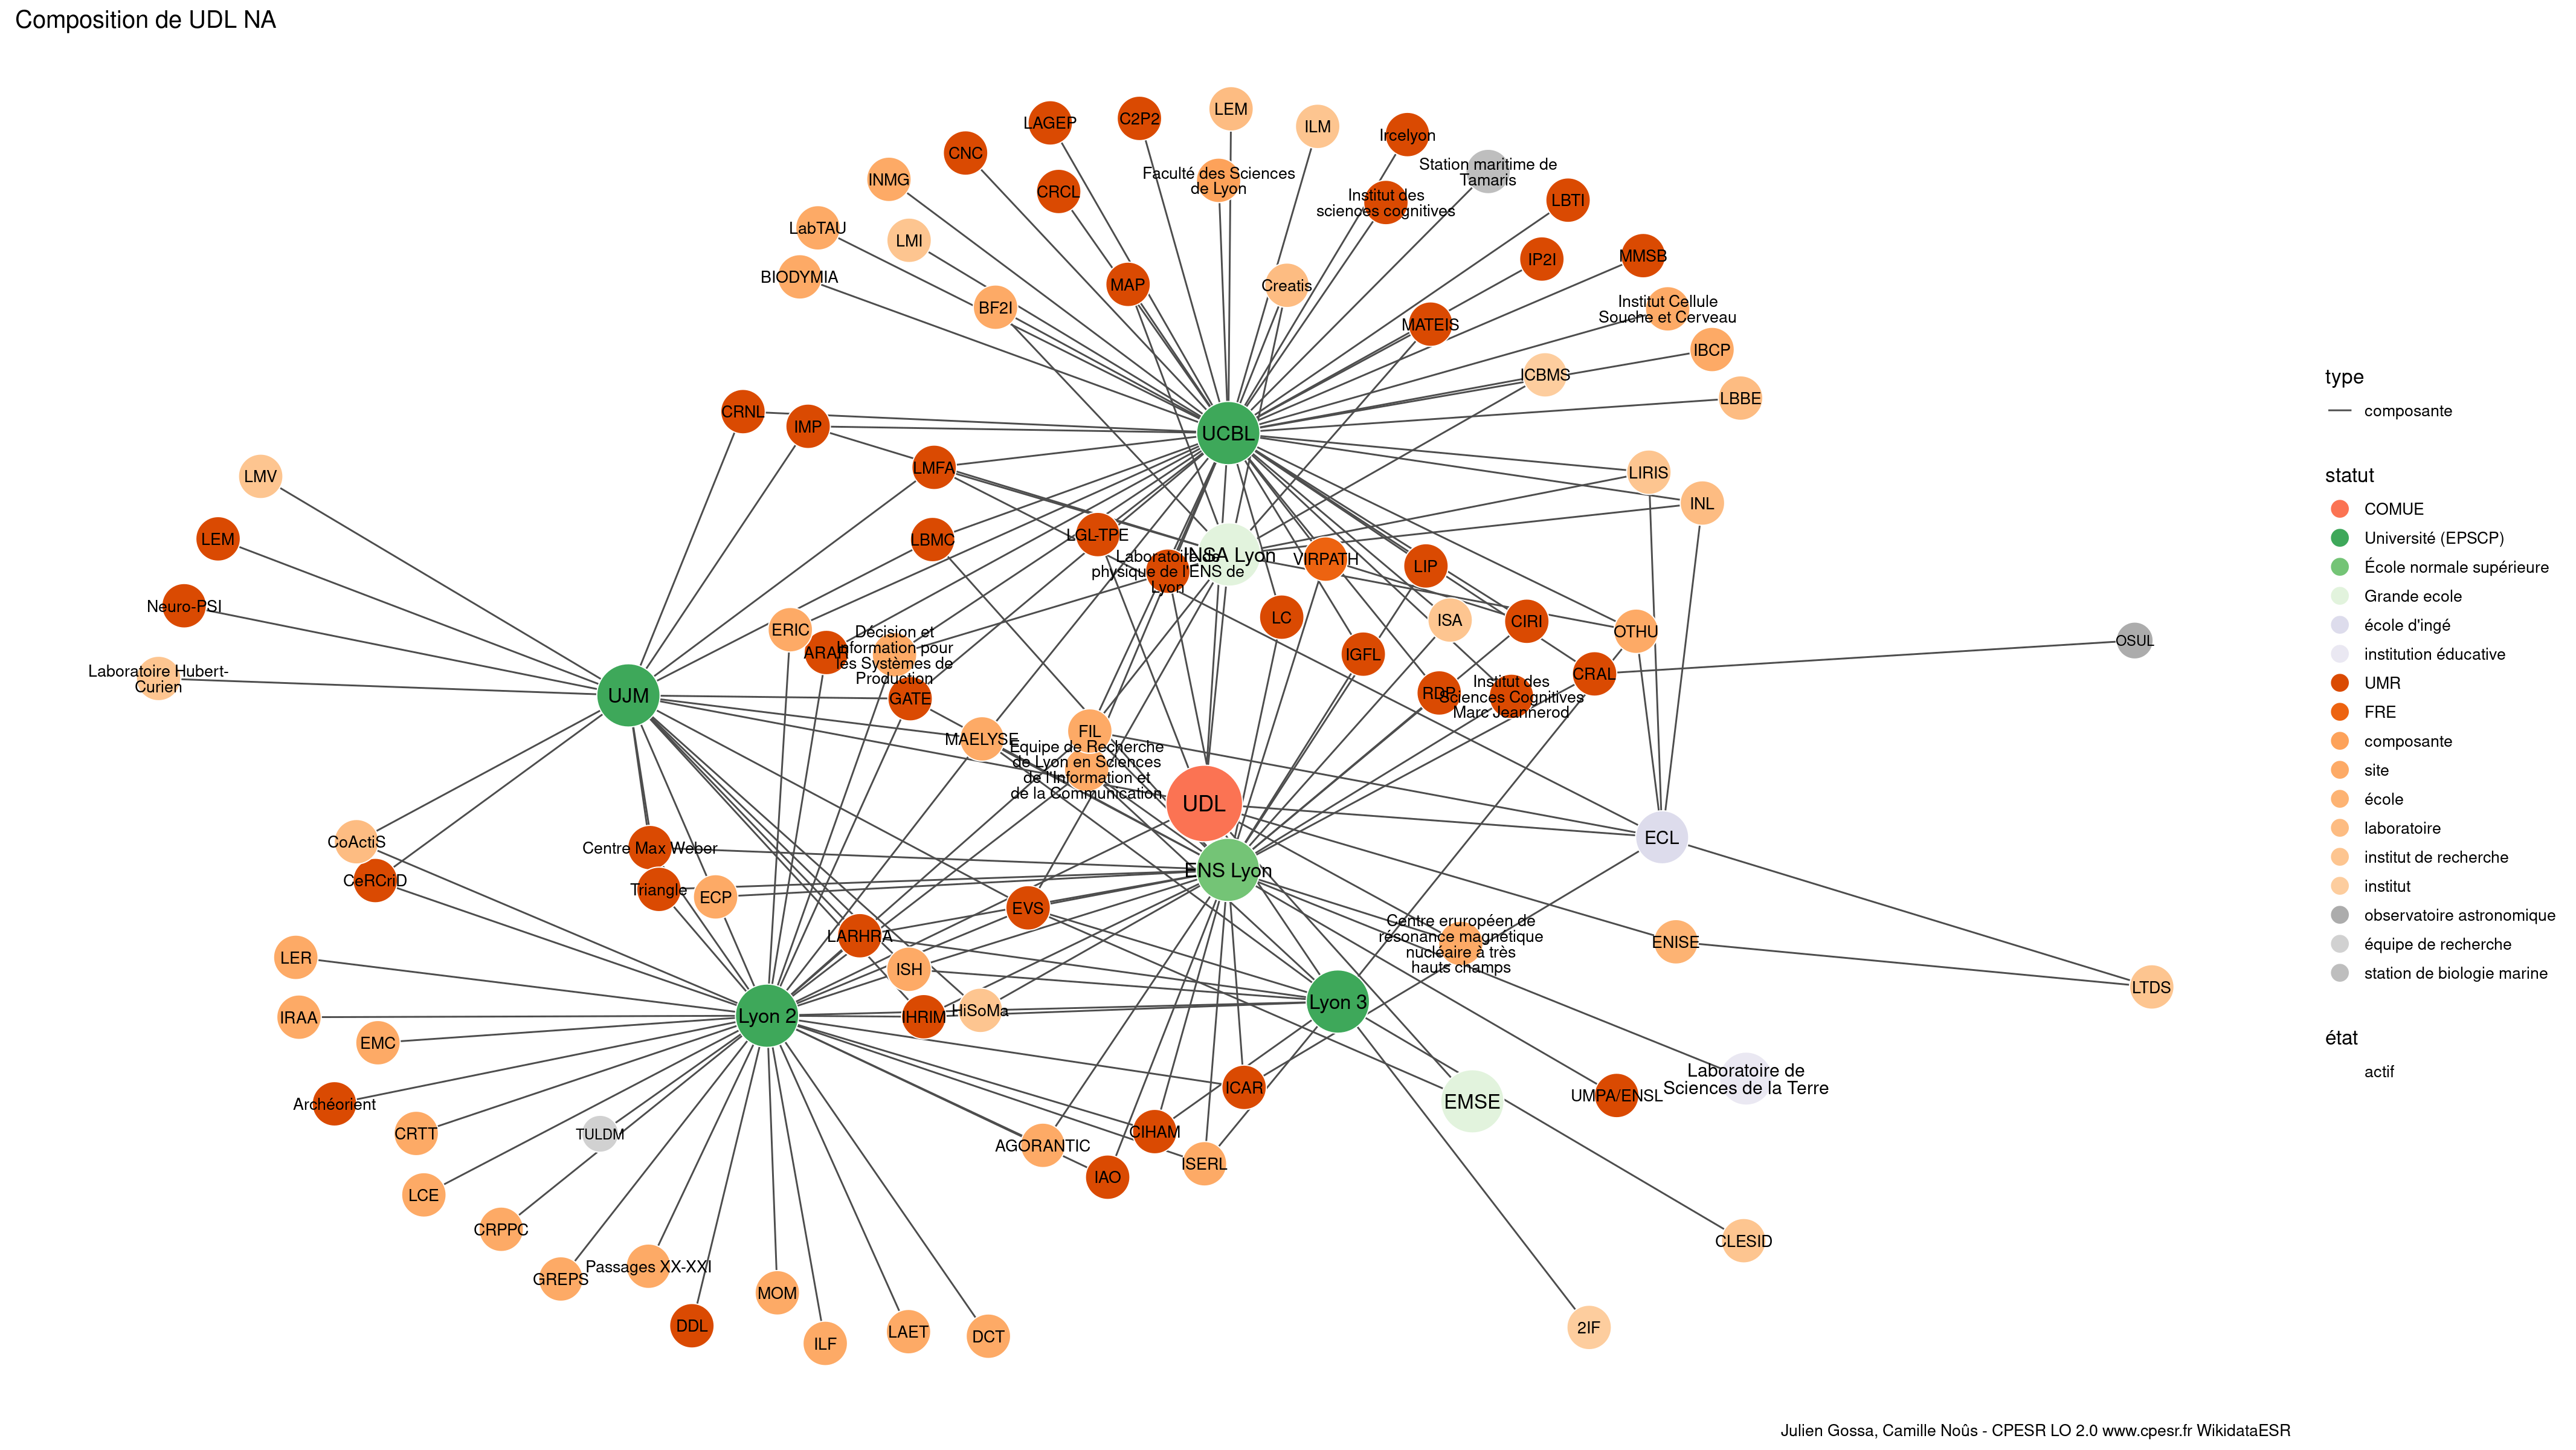 Composition de UDL NA
LAGEP
C2P2
LEM
ILM
Ircelyon
CNC
Station maritime de
Tamaris
INMG
Faculté des Sciences
de Lyon
CRCL
Institut des
sciences cognitives
LBTI
LabTAU
LMI
BIODYMIA
IP2I
MMSB
MAP
Creatis
BF2I
Institut Cellule
Souche et Cerveau
MATEIS
IBCP
ICBMS
LBBE
CRNL
IMP
UCBL
LMFA
LMV
LIRIS
INL
LEM
LBMC
LGL-TPE
INSA Lyon
Laboratoire de
physique de l'ENS de
Lyon
VIRPATH
LIP
Neuro-PSI
LC
ISA
CIRI
ERIC
OTHU
OSUL
ARAR
Décision et
Information pour
les Systèmes de
Production
IGFL
Laboratoire Hubert-
Curien
CRAL
UJM
GATE
RDP
Institut des
Sciences Cognitives
Marc Jeannerod
MAELYSE
FIL
Equipe de Recherche
de Lyon en Sciences
de l'Information et
de la Communication
UDL
ECL
CoActiS
Centre Max Weber
ENS Lyon
CeRCriD
Triangle
ECP
EVS
LARHRA
Centre eruropéen de
résonance magnétique
nucléaire à très
hauts champs
ENISE
LER
ISH
LTDS
IRAA
Lyon 2
IHRIM
HiSoMa
Lyon 3
EMC
Archéorient
ICAR
EMSE
UMPA/ENSL
Laboratoire de
Sciences de la Terre
CRTT
TULDM
AGORANTIC
CIHAM
ISERL
IAO
LCE
CRPPC
CLESID
GREPS
Passages XX-XXI
MOM
DDL
ILF
LAET
DCT
2IF
type
composante
statut
COMUE
Université (EPSCP)
École normale supérieure
Grande ecole
école d'ingé
institution éducative
UMR
FRE
composante
site
école
laboratoire
institut de recherche
institut
observatoire astronomique
équipe de recherche
station de biologie marine
état
actif
Julien Gossa, Camille Noûs - CPESR LO 2.0 www.cpesr.fr WikidataESR